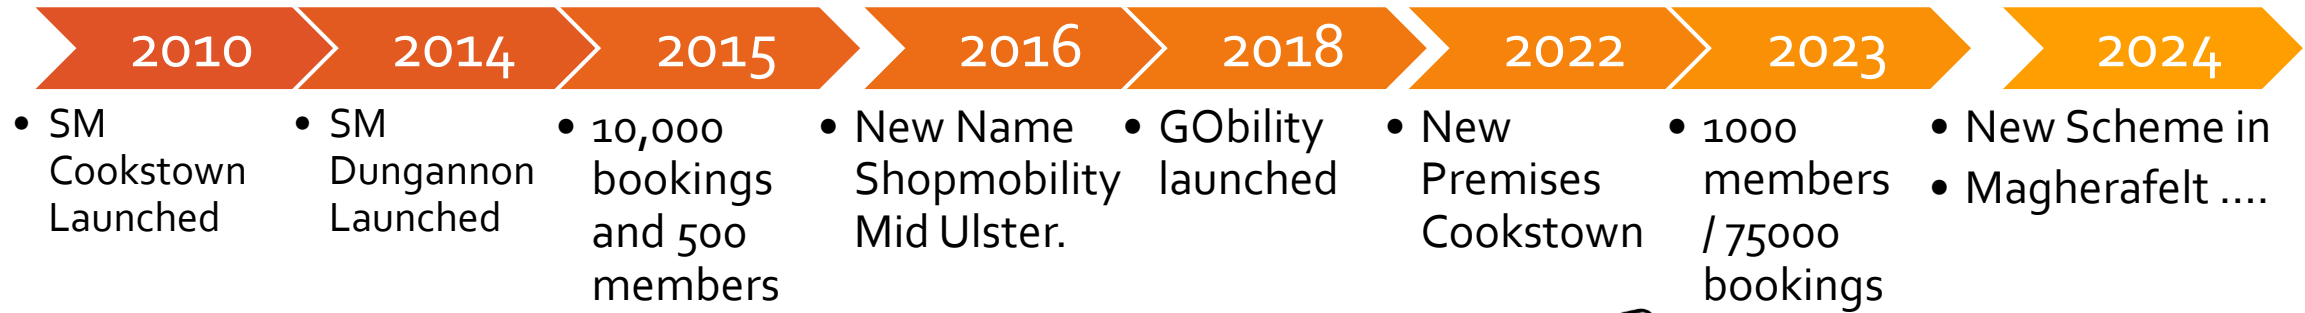 2010
2014
2015
2016
2018
2022
2023
2024
• SM
Cookstown
Launched
• SM
Dungannon
Launched
• 10,000
bookings
and 500
members
• New Name
Shopmobility
Mid Ulster.
• GObility
launched
• New
Premises
Cookstown
• 1000
members
/ 75000
bookings
• New Scheme in
• Magherafelt ....